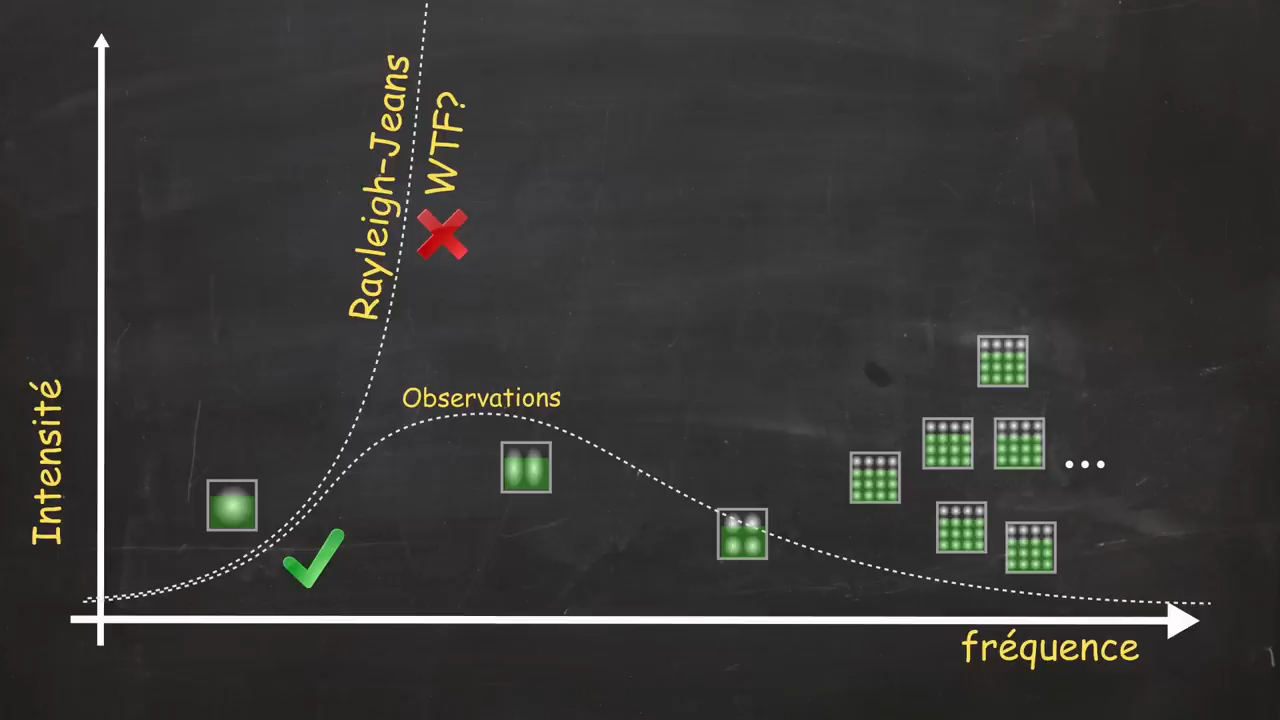 Rayleigh-Jeans
WTF?
Observations
Intensité
...
fréquence